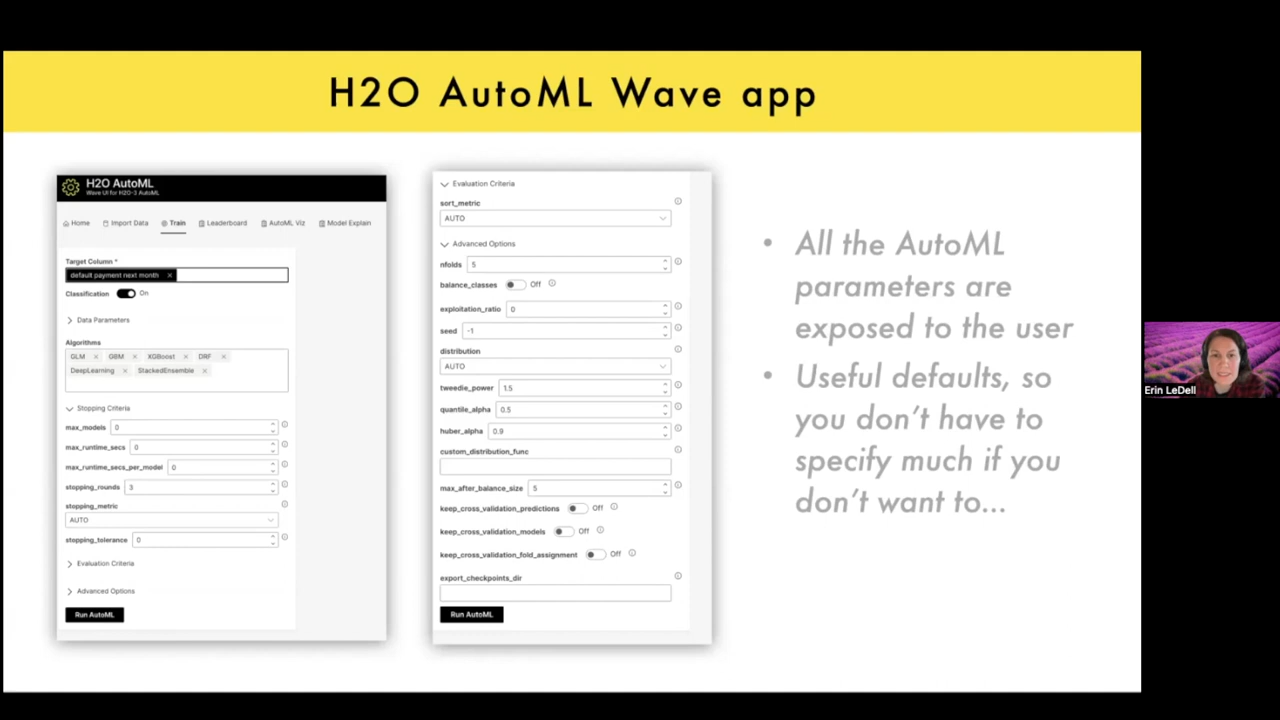 H2O AutoML Wave app
H2O AutoML
Wave UI for H2O-3 AutoML
Home Import Data Train Leaderboard AutoML Viz Model Explain
Target Column *
default payment next month ×
Classification On
Data Parameters
Algorithms
GLM × GBM × XGBoost × DRF ×
DeepLearning × StackedEnsemble ×
Stopping Criteria
max_models 0
max_runtime_secs 0
max_runtime_secs_per_model 0
stopping_rounds 3
stopping_metric
AUTO
stopping_tolerance 0
Evaluation Criteria
Advanced Options
Run AutoML
Evaluation Criteria
sort_metric
AUTO
Advanced Options
nfolds 5
balance_classes Off
exploitation_ratio 0
seed -1
distribution
AUTO
tweedie_power 1.5
quantile_alpha 0.5
huber_alpha 0.9
custom_distribution_func
max_after_balance_size 5
keep_cross_validation_predictions Off
keep_cross_validation_models Off
keep_cross_validation_fold_assignment Off
export_checkpoints_dir
Run AutoML
• All the AutoML
parameters are
exposed to the user
• Useful defaults, so
you don't have to
specify much if you
don't want to...
Erin LeDell